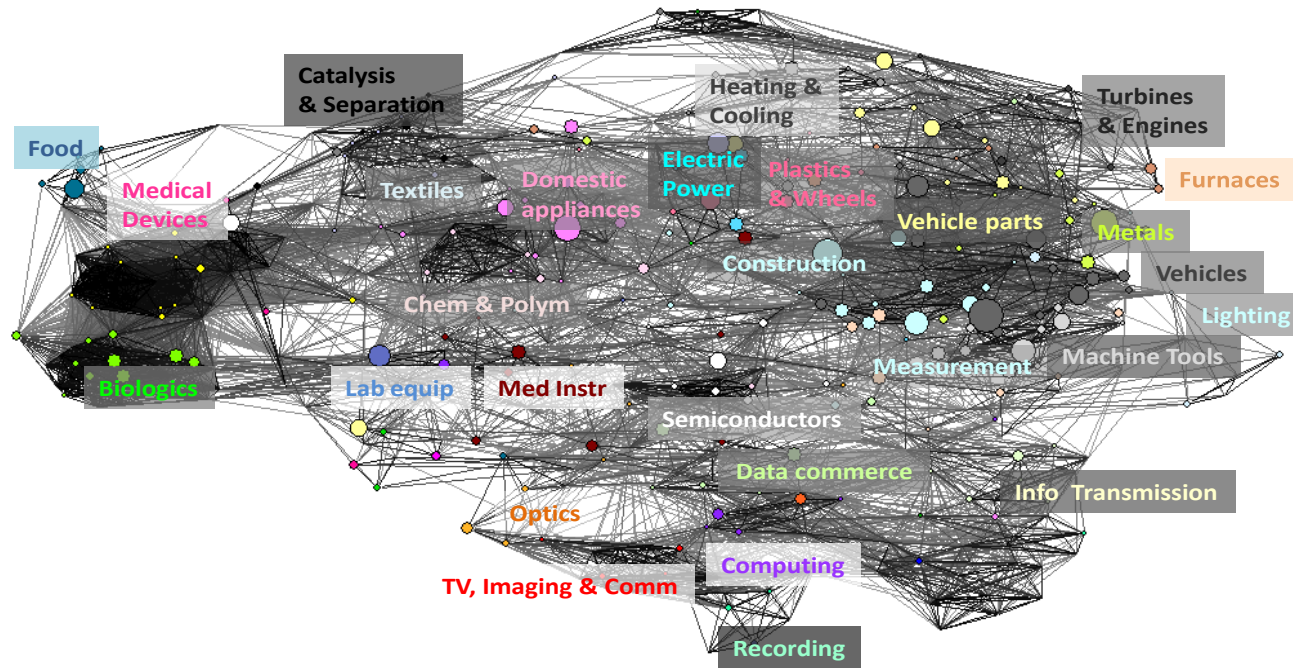 Catalysis
& Separation
Heating &
Cooling
Turbines
& Engines
Food
Medical
Devices
Textiles
Domestic
appliances
Electric
Power
Plastics
& Wheels
Furnaces
Vehicle parts
Metals
Construction
Vehicles
Chem & Polym
Lighting
Biologics
Lab equip
Med Instr
Measurement
Machine Tools
Semiconductors
Data commerce
Info Transmission
Optics
TV, Imaging & Comm
Computing
Recording